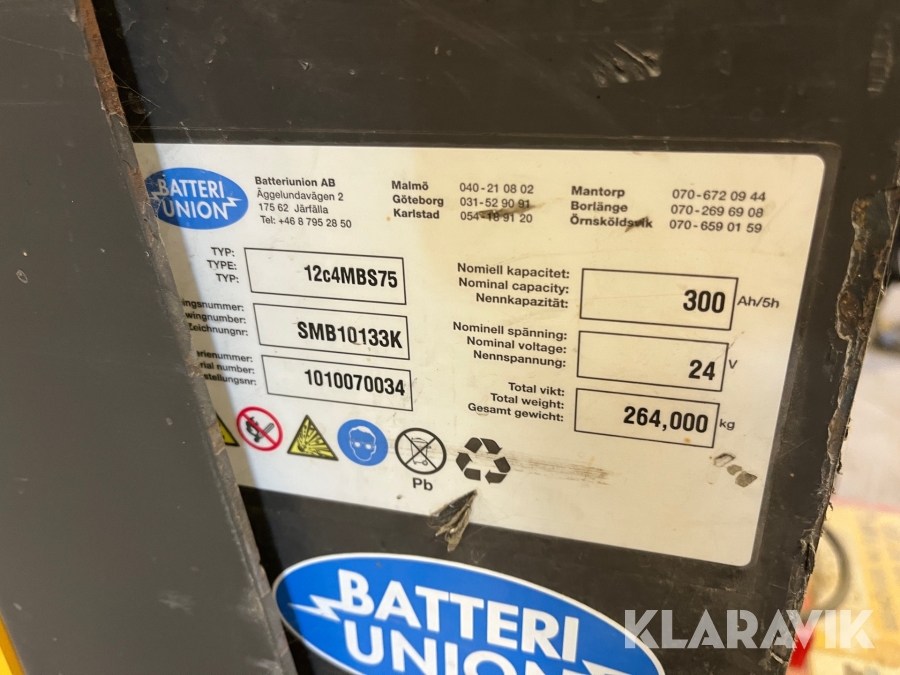 BATTERI
UNION
Batteriunion AB
Äggelundavägen 2
175 62 Järfälla
Tel: +46 8 795 28 50
Malmö 040-21 08 02
Göteborg 031-52 90 91
Karlstad 054-18 91 20
Mantorp 070-672 09 44
Borlänge 070-269 69 08
Örnsköldsvik 070-659 01 59
TYP:
TYPE:
TYP:
12c4MBS75
ingsnummer:
wingnumber:
Zeichnungnr:
SMB10133K
erienummer:
rial number:
stellungsnr:
1010070034
Nomiell kapacitet:
Nominal capacity:
Nennkapazität:
300 Ah/5h
Nominell spänning:
Nominal voltage:
Nennspannung:
24 V
Total vikt:
Total weight:
Gesamt gewicht:
264,000 kg
Pb
BATTERI
UNION
KLARAVIK